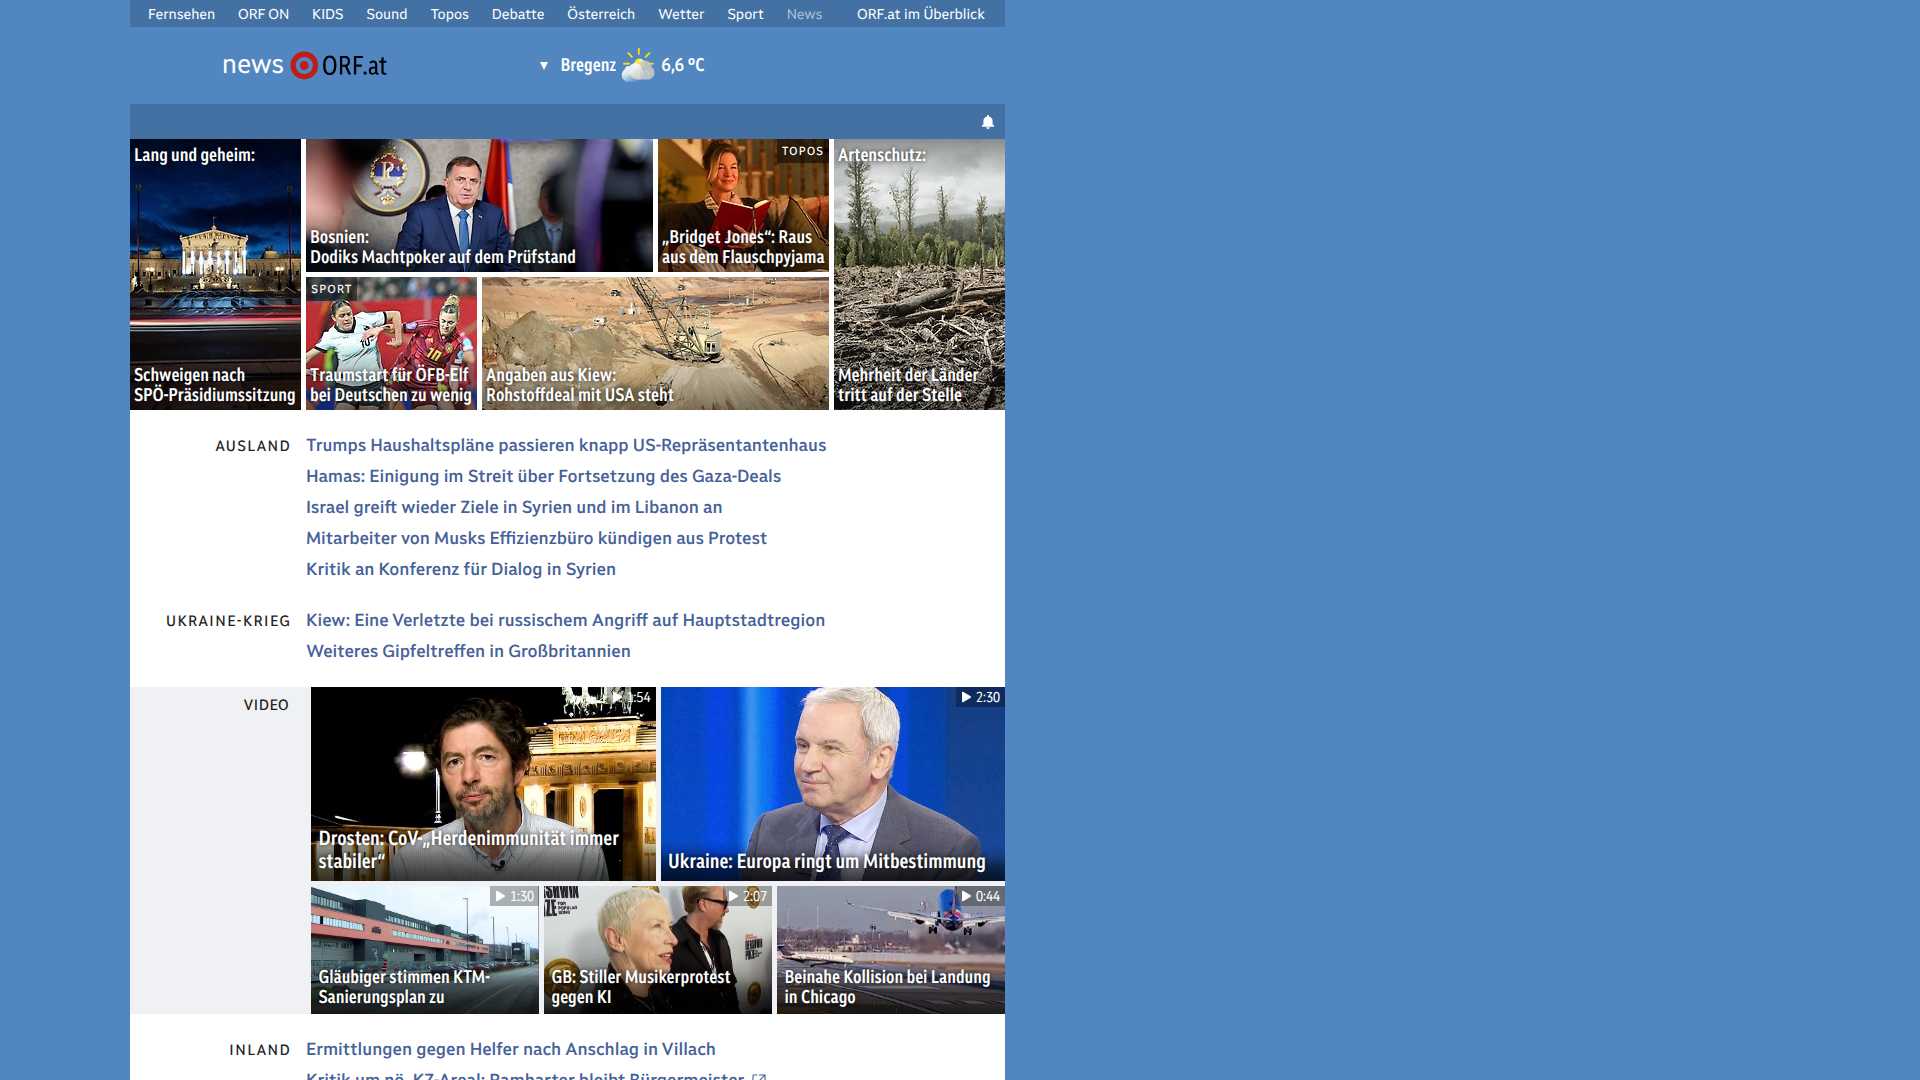 Fernsehen ORF ON KIDS Sound Topos Debatte Österreich Wetter Sport News ORF.at im Überblick
news ORF.at
▼ Bregenz 6,6 °C
Lang und geheim:
Schweigen nach
SPÖ-Präsidiumssitzung
Bosnien:
Dodiks Machtpoker auf dem Prüfstand
TOPOS
„Bridget Jones“: Raus
aus dem Flauschpyjama
Artenschutz:
Mehrheit der Länder
tritt auf der Stelle
SPORT
Traumstart für ÖFB-Elf
bei Deutschen zu wenig
Angaben aus Kiew:
Rohstoffdeal mit USA steht
AUSLAND
Trumps Haushaltspläne passieren knapp US-Repräsentantenhaus
Hamas: Einigung im Streit über Fortsetzung des Gaza-Deals
Israel greift wieder Ziele in Syrien und im Libanon an
Mitarbeiter von Musks Effizienzbüro kündigen aus Protest
Kritik an Konferenz für Dialog in Syrien
UKRAINE-KRIEG
Kiew: Eine Verletzte bei russischem Angriff auf Hauptstadtregion
Weiteres Gipfeltreffen in Großbritannien
VIDEO
:54
Drosten: CoV-„Herdenimmunität immer
stabiler“
2:30
Ukraine: Europa ringt um Mitbestimmung
1:30
Gläubiger stimmen KTM-
Sanierungsplan zu
2:07
GB: Stiller Musikerprotest
gegen KI
0:44
Beinahe Kollision bei Landung
in Chicago
INLAND
Ermittlungen gegen Helfer nach Anschlag in Villach
Kritik um nö. KZ-Areal: Ramharter bleibt Bürgermeister